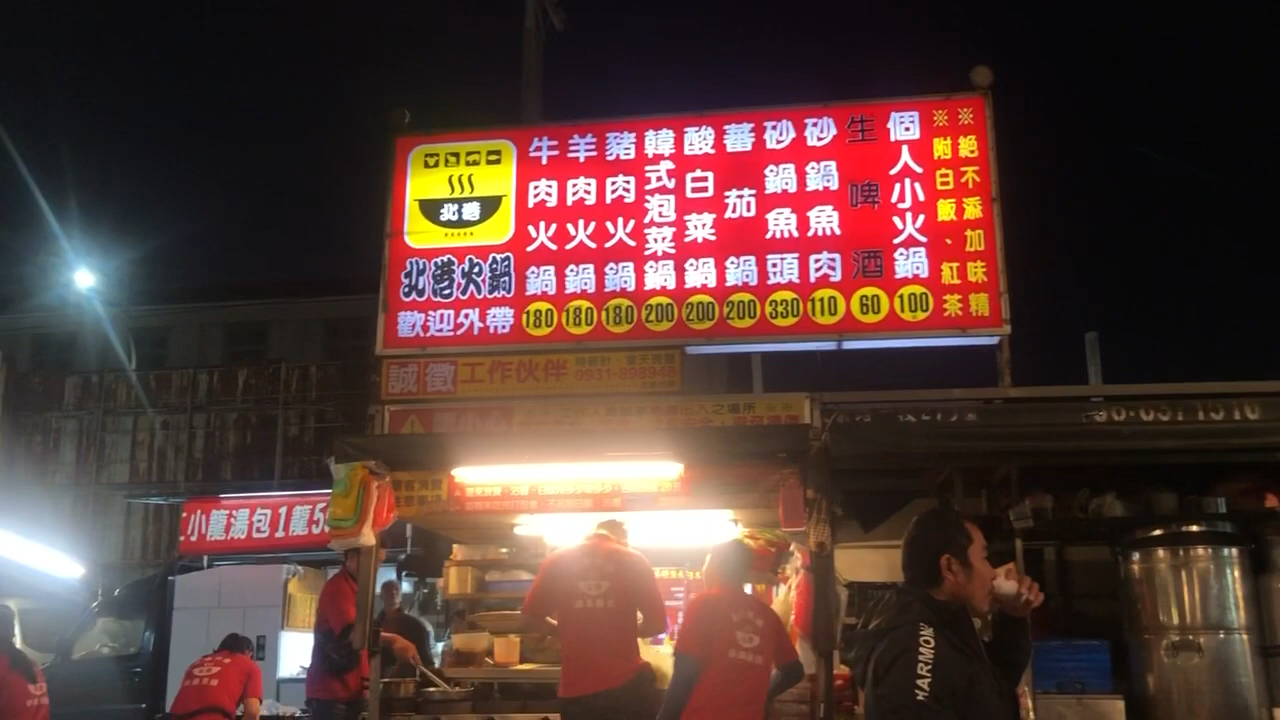 北港
北港火鍋
歡迎外帶
牛肉火鍋 180
羊肉火鍋 180
豬肉火鍋 180
韓式泡菜鍋 200
酸白菜鍋 200
蕃茄鍋 200
砂鍋魚頭 330
砂鍋魚肉 110
生啤酒 60
個人小火鍋 100
※附白飯、紅茶
※絕不添加味精
誠徵工作伙伴
0931-898948
小籠湯包1籠5
HARMON